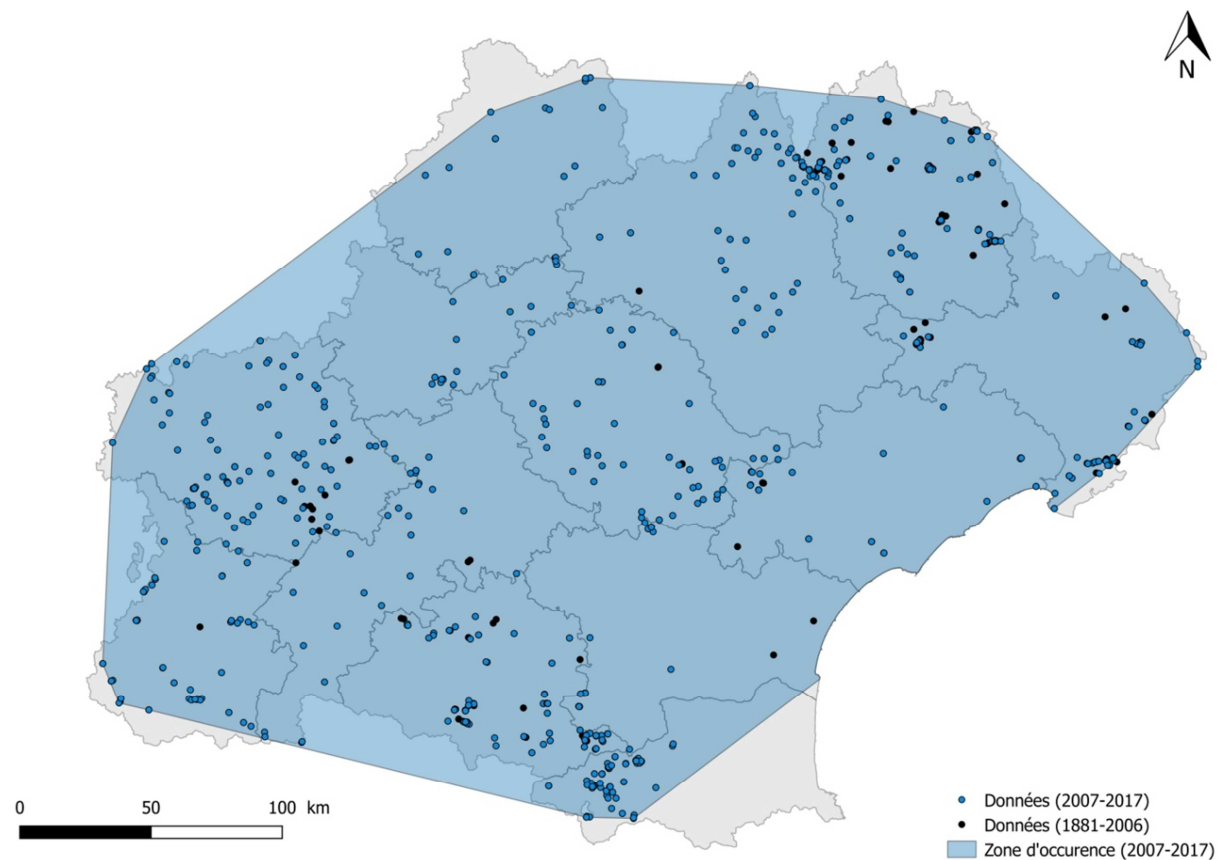 N
0 50 100 km
Données (2007-2017)
Données (1881-2006)
Zone d'occurence (2007-2017)